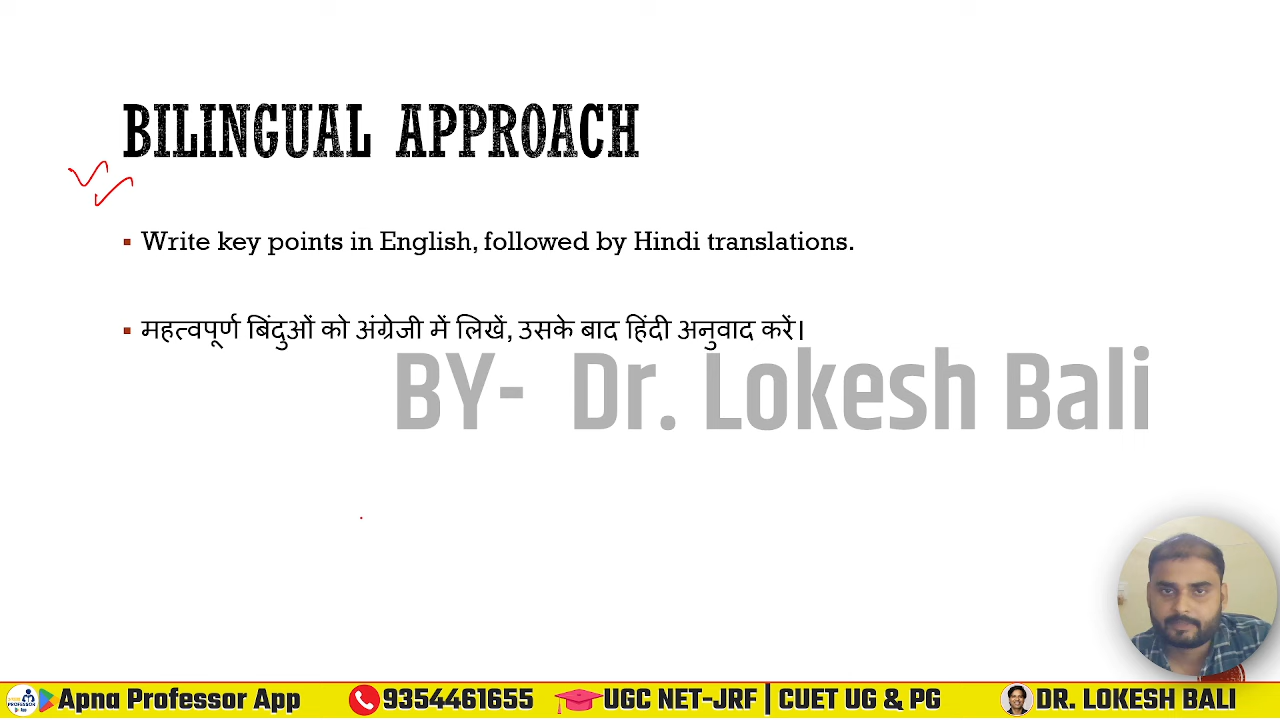 BILINGUAL APPROACH
Write key points in English, followed by Hindi translations.
महत्वपूर्ण बिंदुओं को अंग्रेजी में लिखें, उसके बाद हिंदी अनुवाद करें।
BY- Dr. Lokesh Bali
Apna Professor App 9354461655 UGC NET-JRF | CUET UG & PG DR. LOKESH BALI